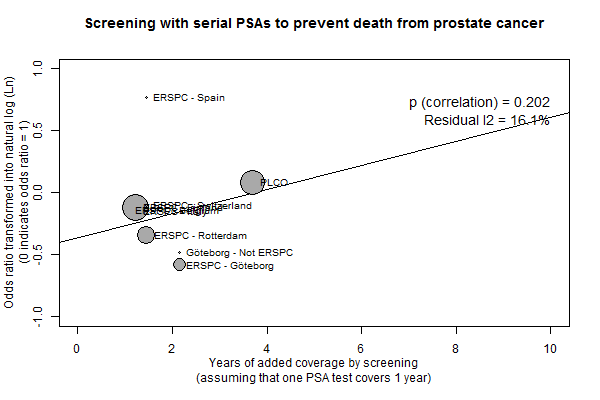 Screening with serial PSAs to prevent death from prostate cancer
Odds ratio transformed into natural log (Ln)
(0 indicates odds ratio = 1)
1.0
0.5
0.0
-0.5
-1.0
ERSPC - Spain
p (correlation) = 0.202
Residual I2 = 16.1%
PLCO
ERSPC - Switzerland
ERSPC - Rotterdam
Göteborg - Not ERSPC
ERSPC - Göteborg
0
2
4
6
8
10
Years of added coverage by screening
(assuming that one PSA test covers 1 year)